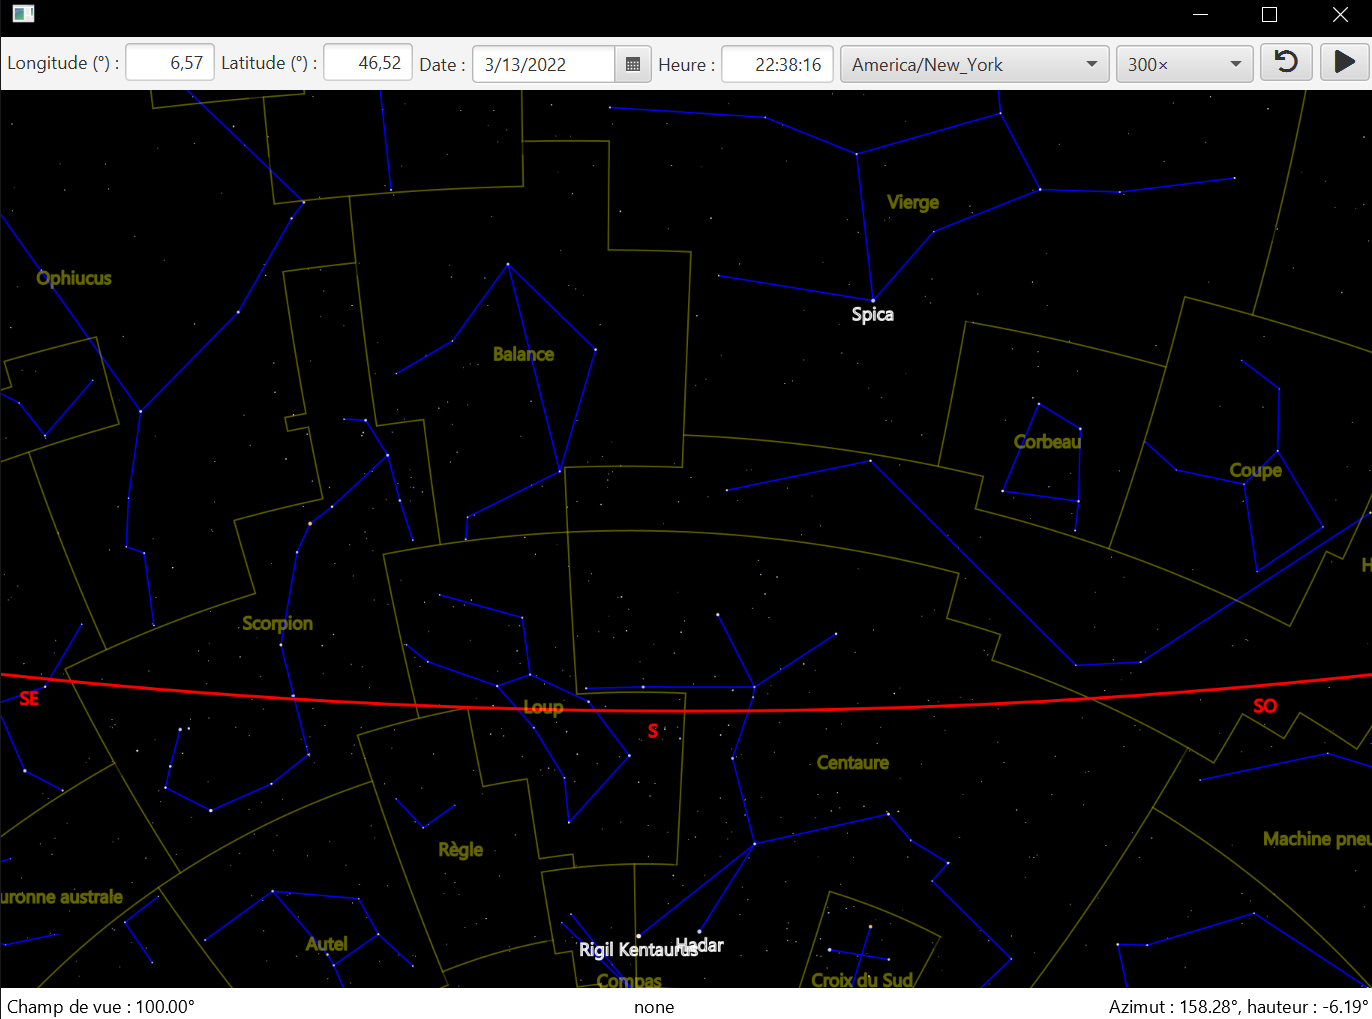 Longitude (°) : 6,57 Latitude (°) : 46,52 Date : 3/13/2022 Heure : 22:38:16 America/New_York 300×
Vierge
Ophiucus
Spica
Balance
Corbeau
Coupe
H
Scorpion
SE
Loup
SO
S
Centaure
Machine pneu
Règle
uronne australe
Autel
Rigil Kentaurus
Hadar
Compas
Croix du Sud
Champ de vue : 100.00° none Azimut : 158.28°, hauteur : -6.19°